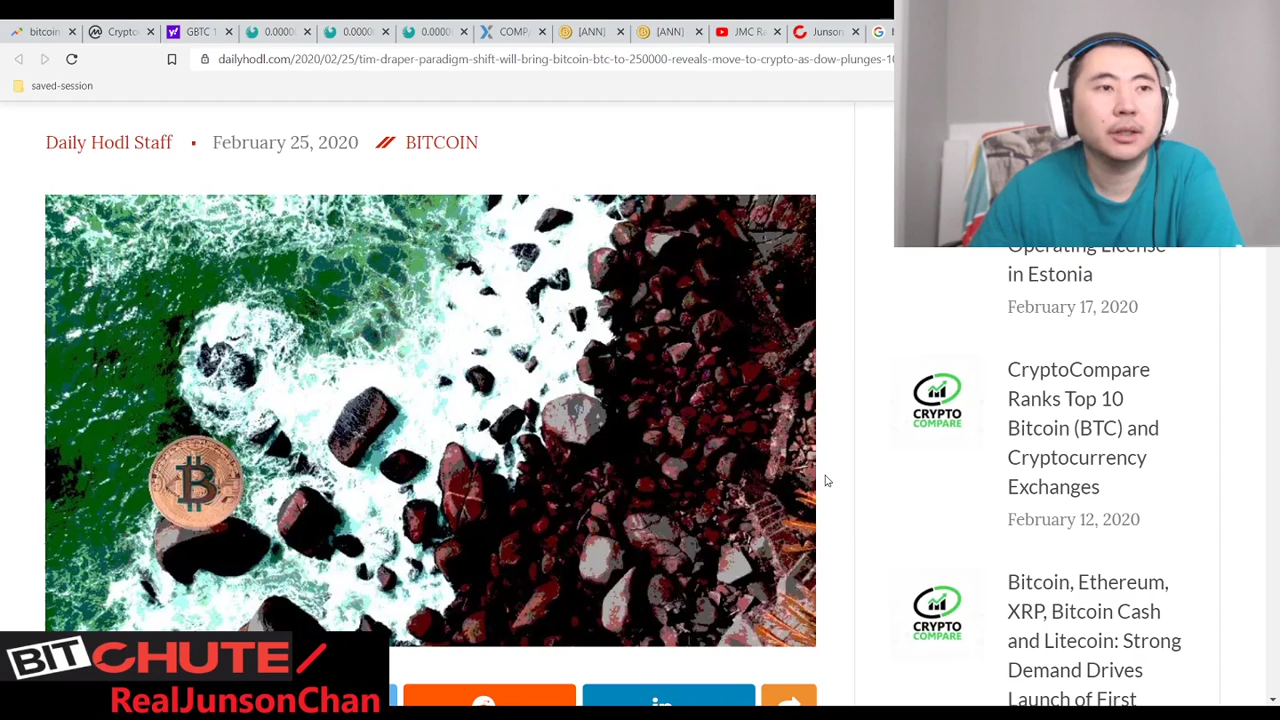 bitcoin
Crypto
GBTC 1
0.0000
0.0000
0.0000
COMP
[ANN]
[ANN]
JMC R
Junson
dailyhodl.com/2020/02/25/tim-draper-paradigm-shift-will-bring-bitcoin-btc-to-250000-reveals-move-to-crypto-as-dow-plunges-10
saved-session
Daily Hodl Staff • February 25, 2020 // BITCOIN
B
Operating License
in Estonia
February 17, 2020
CRYPTO
COMPARE
CryptoCompare
Ranks Top 10
Bitcoin (BTC) and
Cryptocurrency
Exchanges
February 12, 2020
CRYPTO
COMPARE
Bitcoin, Ethereum,
XRP, Bitcoin Cash
and Litecoin: Strong
Demand Drives
Launch of First
in
BITCHUTE/
RealJunsonChan